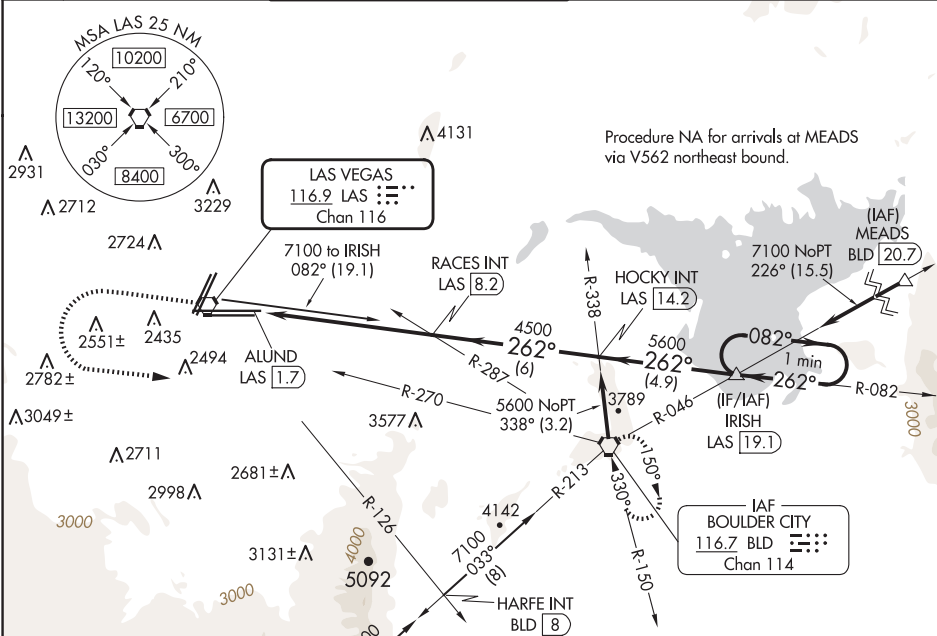 MSA LAS 25 NM
10200
120°
210°
13200
6700
030°
300°
8400
2931
2712
3229
2724
4131
Procedure NA for arrivals at MEADS
via V562 northeast bound.
LAS VEGAS
116.9 LAS
Chan 116
7100 to IRISH
082° (19.1)
RACES INT
LAS 8.2
HOCKY INT
LAS 14.2
(IAF)
MEADS
BLD 20.7
7100 NoPT
226° (15.5)
R-338
4500
262°
(6)
5600
262°
(4.9)
082°
1 min
262°
R-082
2551±
2435
2494
2782±
ALUND
LAS 1.7
R-287
R-270
5600 NoPT
338° (3.2)
3789
R-046
(IF/IAF)
IRISH
LAS 19.1
3000
3049±
3577
2711
2681±
2998
R-126
R-213
150°
330°
IAF
BOULDER CITY
116.7 BLD
Chan 114
3000
4142
7100
033°
(8)
3131±
4000
5092
R-150
3000
HARFE INT
BLD 8